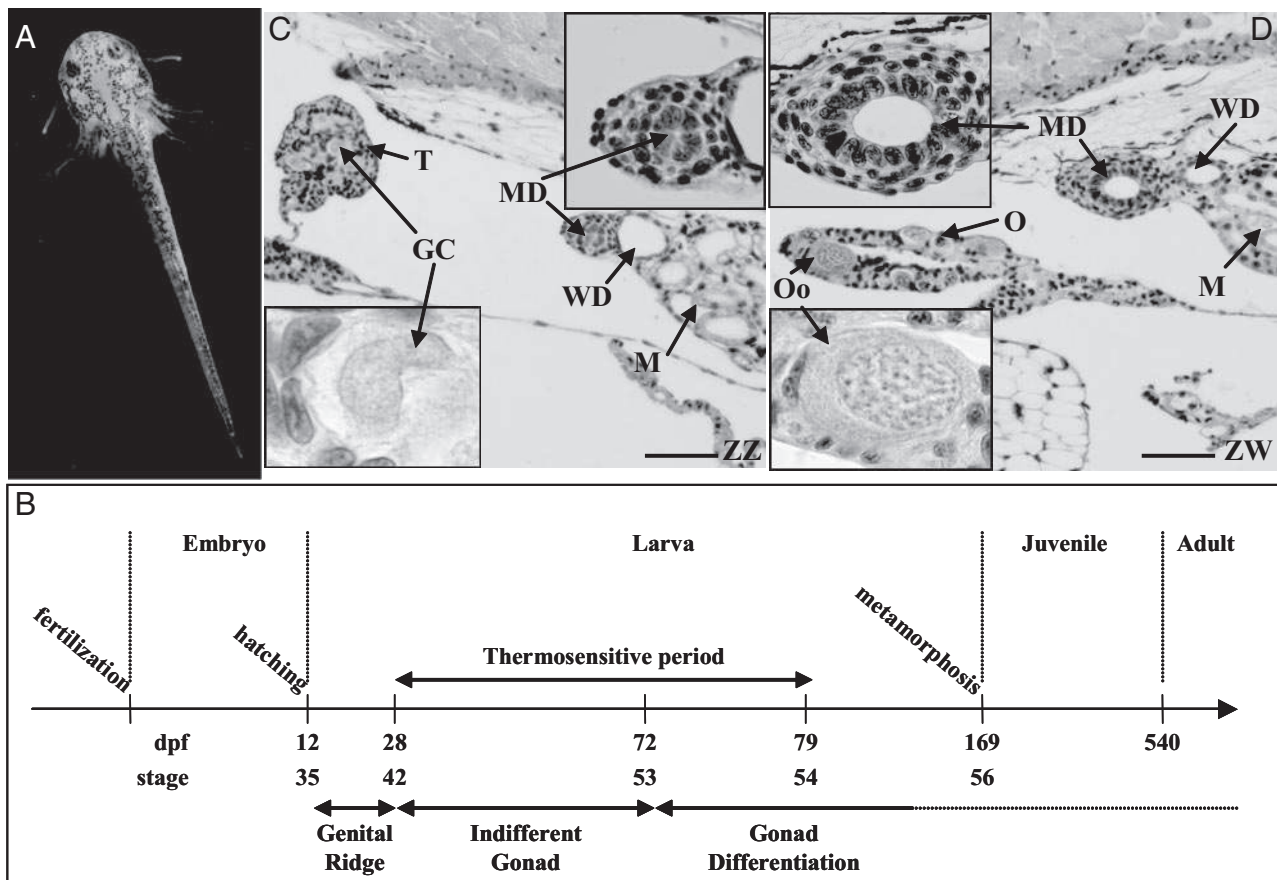 A
C
D
T
MD
GC
WD
M
ZZ
MD
WD
O
Oo
M
ZW
B
Embryo
Larva
Juvenile
Adult
fertilization
hatching
Thermosensitive period
metamorphosis
dpf 12 28 72 79 169 540
stage 35 42 53 54 56
Genital
Ridge
Indifferent
Gonad
Gonad
Differentiation